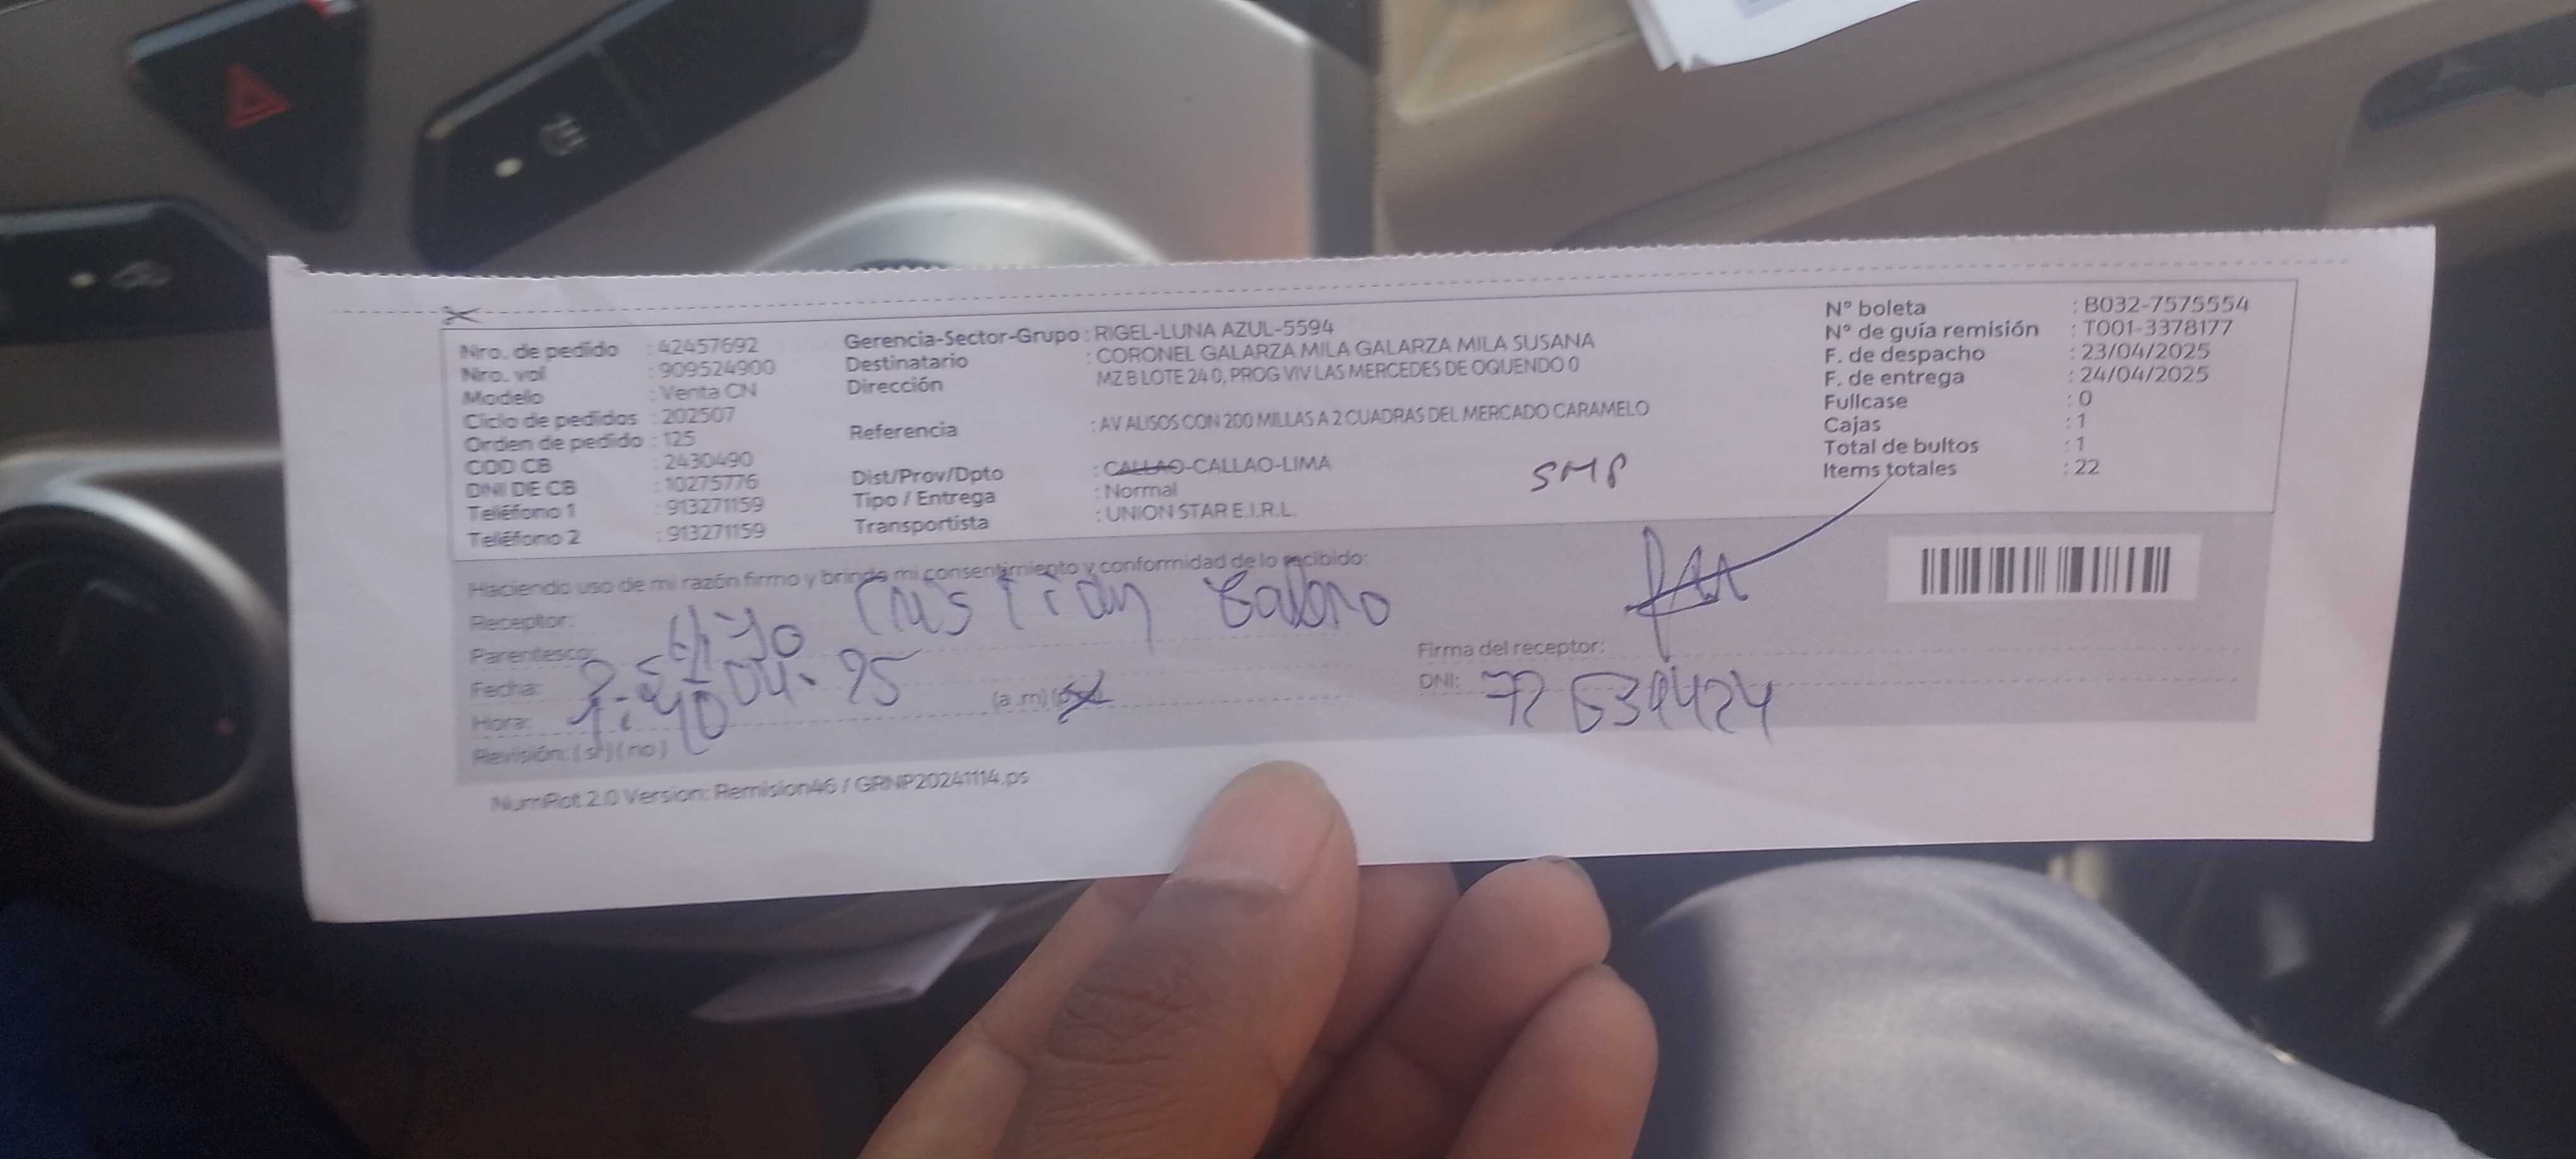 Nro. de pedido : 42457692
Nro. vol : 909524900
Modelo : Venta CN
Ciclo de pedidos : 202507
Orden de pedido : 125
COD CB : 2430490
DNI DE CB : 10275776
Teléfono 1 : 913271159
Teléfono 2 : 913271159
Gerencia-Sector-Grupo : RIGEL-LUNA AZUL-5594
Destinatario : CORONEL GALARZA MILA GALARZA MILA SUSANA
Dirección MZ B LOTE 24 0, PROG VIV LAS MERCEDES DE OQUENDO 0
Referencia : AV ALISOS CON 200 MILLAS A 2 CUADRAS DEL MERCADO CARAMELO
Dist/Prov/Dpto : CALLAO-CALLAO-LIMA
SMP
Tipo / Entrega : Normal
Transportista : UNION STAR E.I.R.L.
N° boleta : B032-7575554
N° de guía remisión : T001-3378177
F. de despacho : 23/04/2025
F. de entrega : 24/04/2025
Fullcase : 0
Cajas : 1
Total de bultos : 1
Items totales : 22
Haciendo uso de mi razón firmo y brindo mi consentimiento y conformidad de lo recibido:
Receptor:
Parentesco: Hijo
Fecha: 04-25
Hora: :40 (a.m)
Revisión: ( si ) ( no )
Firma del receptor:
DNI: 72639424
NumRot 2.0 Version: Remision46 / GRNP20241114.ps